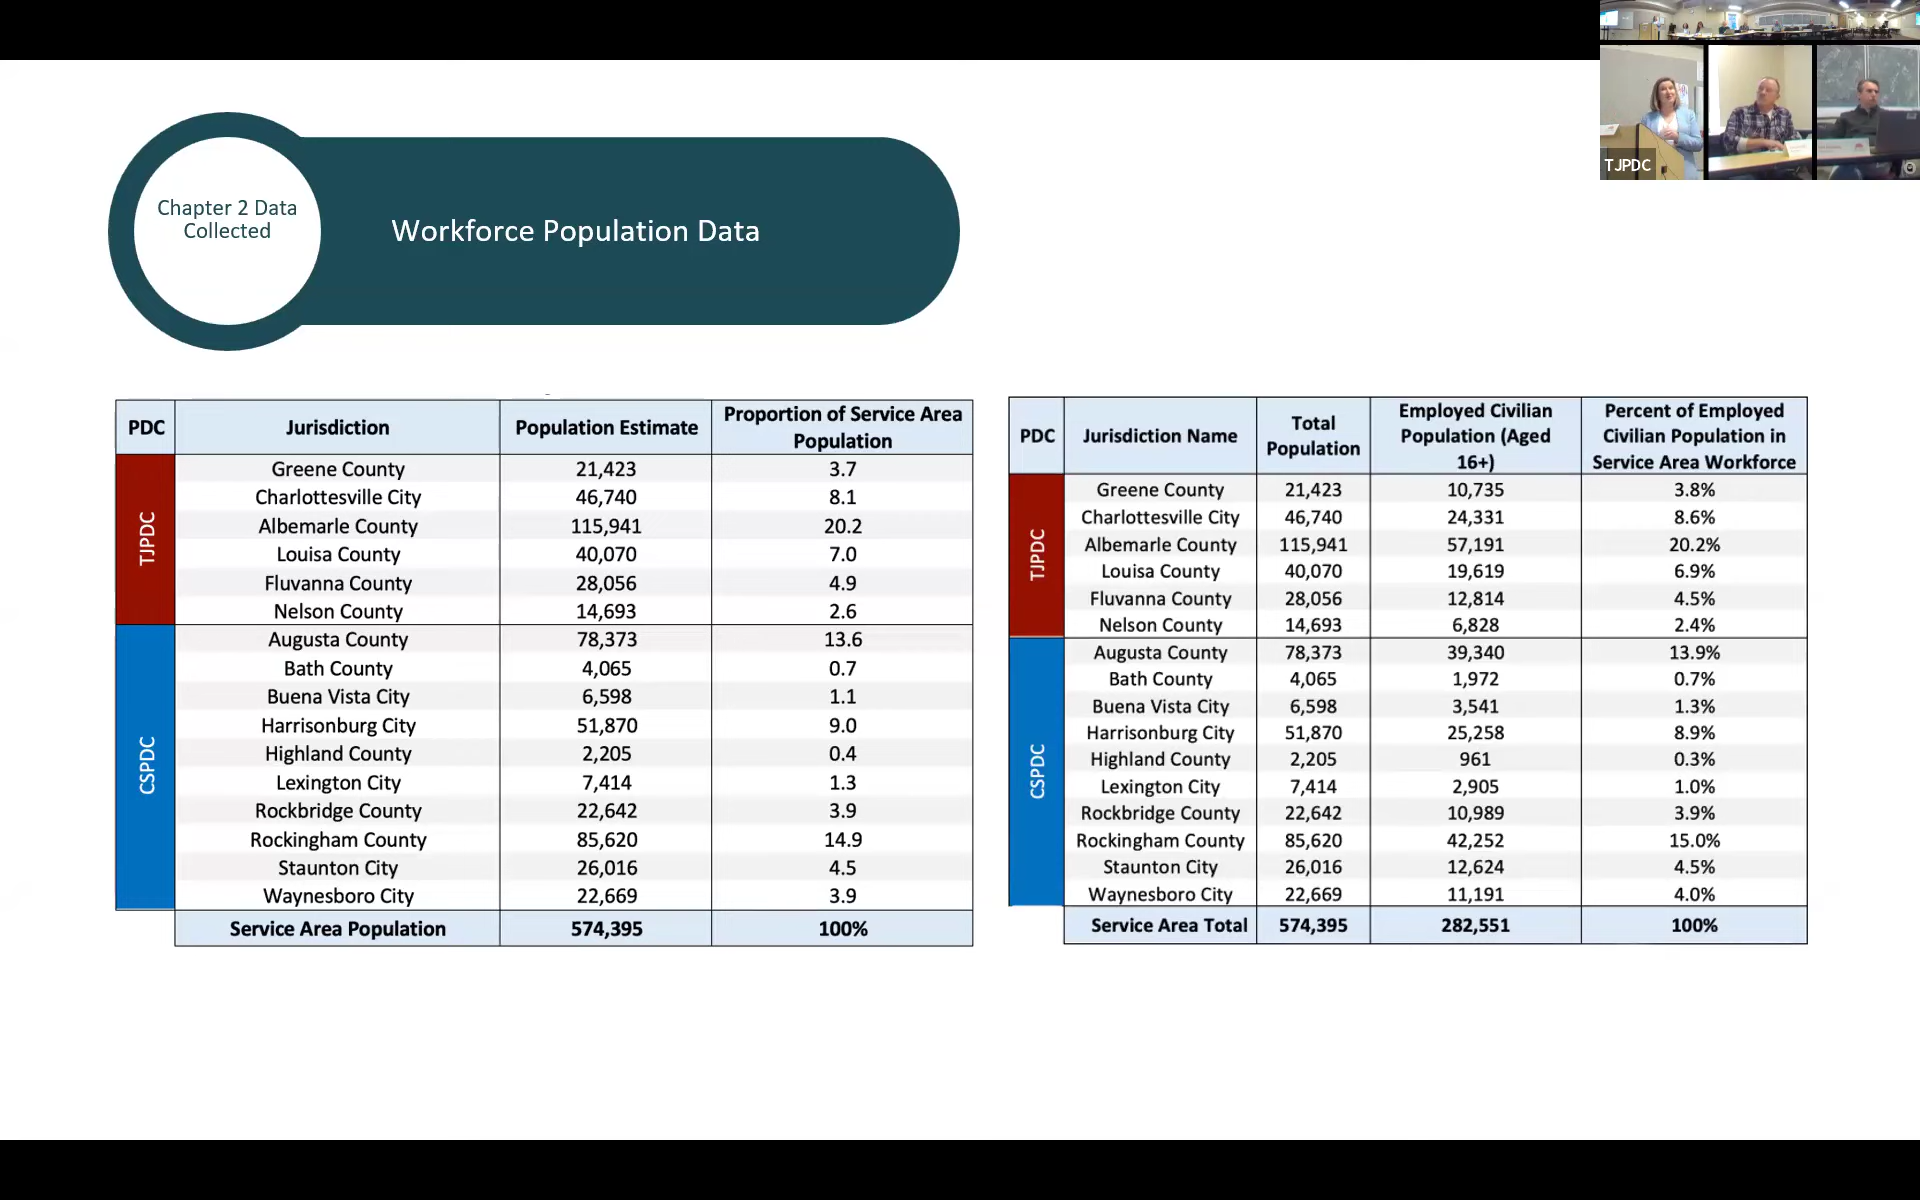 TJPDC
Chapter 2 Data
Collected
Workforce Population Data
PDC Jurisdiction Population Estimate Proportion of Service Area
Population
TJPDC
Greene County 21,423 3.7
Charlottesville City 46,740 8.1
Albemarle County 115,941 20.2
Louisa County 40,070 7.0
Fluvanna County 28,056 4.9
Nelson County 14,693 2.6
CSPDC
Augusta County 78,373 13.6
Bath County 4,065 0.7
Buena Vista City 6,598 1.1
Harrisonburg City 51,870 9.0
Highland County 2,205 0.4
Lexington City 7,414 1.3
Rockbridge County 22,642 3.9
Rockingham County 85,620 14.9
Staunton City 26,016 4.5
Waynesboro City 22,669 3.9
Service Area Population 574,395 100%
PDC Jurisdiction Name Total
Population Employed Civilian
Population (Aged
16+) Percent of Employed
Civilian Population in
Service Area Workforce
TJPDC
Greene County 21,423 10,735 3.8%
Charlottesville City 46,740 24,331 8.6%
Albemarle County 115,941 57,191 20.2%
Louisa County 40,070 19,619 6.9%
Fluvanna County 28,056 12,814 4.5%
Nelson County 14,693 6,828 2.4%
CSPDC
Augusta County 78,373 39,340 13.9%
Bath County 4,065 1,972 0.7%
Buena Vista City 6,598 3,541 1.3%
Harrisonburg City 51,870 25,258 8.9%
Highland County 2,205 961 0.3%
Lexington City 7,414 2,905 1.0%
Rockbridge County 22,642 10,989 3.9%
Rockingham County 85,620 42,252 15.0%
Staunton City 26,016 12,624 4.5%
Waynesboro City 22,669 11,191 4.0%
Service Area Total 574,395 282,551 100%